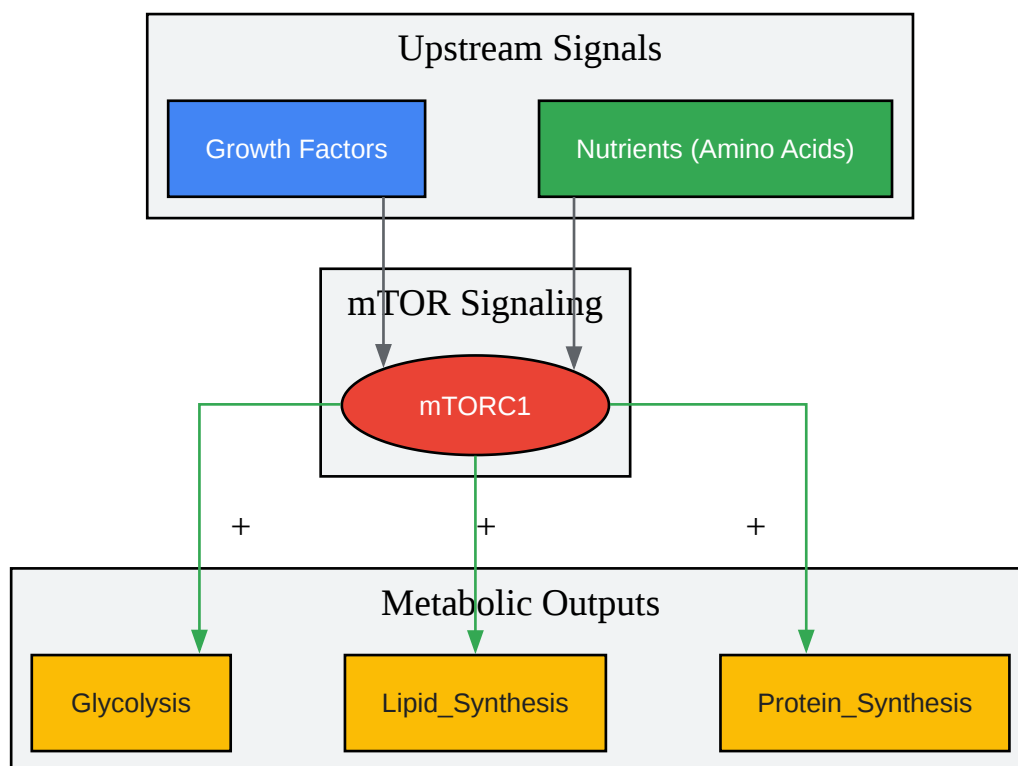 Upstream Signals
Growth Factors
Nutrients (Amino Acids)
mTOR Signaling
mTORC1
+
+
+
Metabolic Outputs
Glycolysis
Lipid_Synthesis
Protein_Synthesis